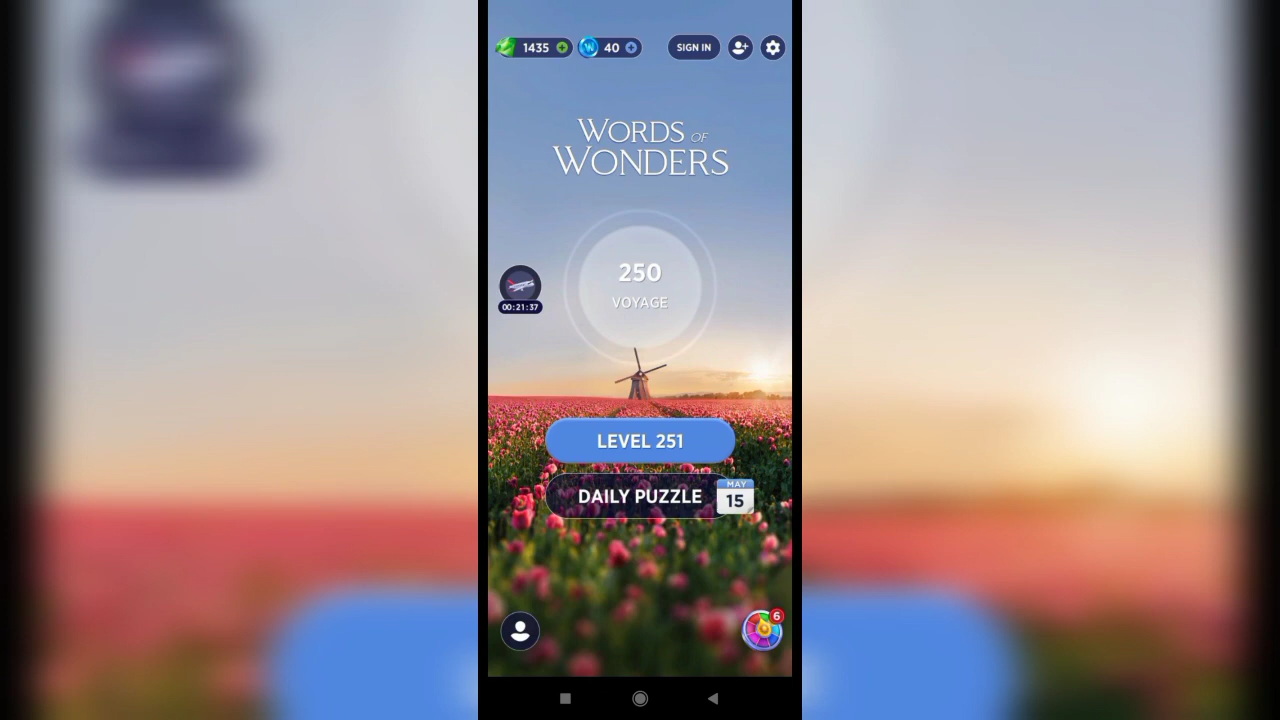 1435
40
SIGN IN
WORDS OF
WONDERS
250
VOYAGE
00:21:37
LEVEL 251
DAILY PUZZLE
MAY
15
6